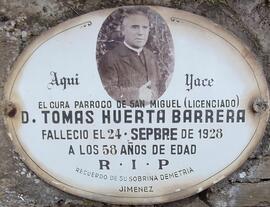 Aqui Yace
EL CURA PARROCO DE SAN MIGUEL (LICENCIADO)
D. TOMAS HUERTA BARRERA
FALLECIO EL 24 - SEPBRE - DE 1928
A LOS 58 AÑOS DE EDAD
R · I · P
RECUERDO DE SU SOBRINA DEMETRIA
JIMENEZ